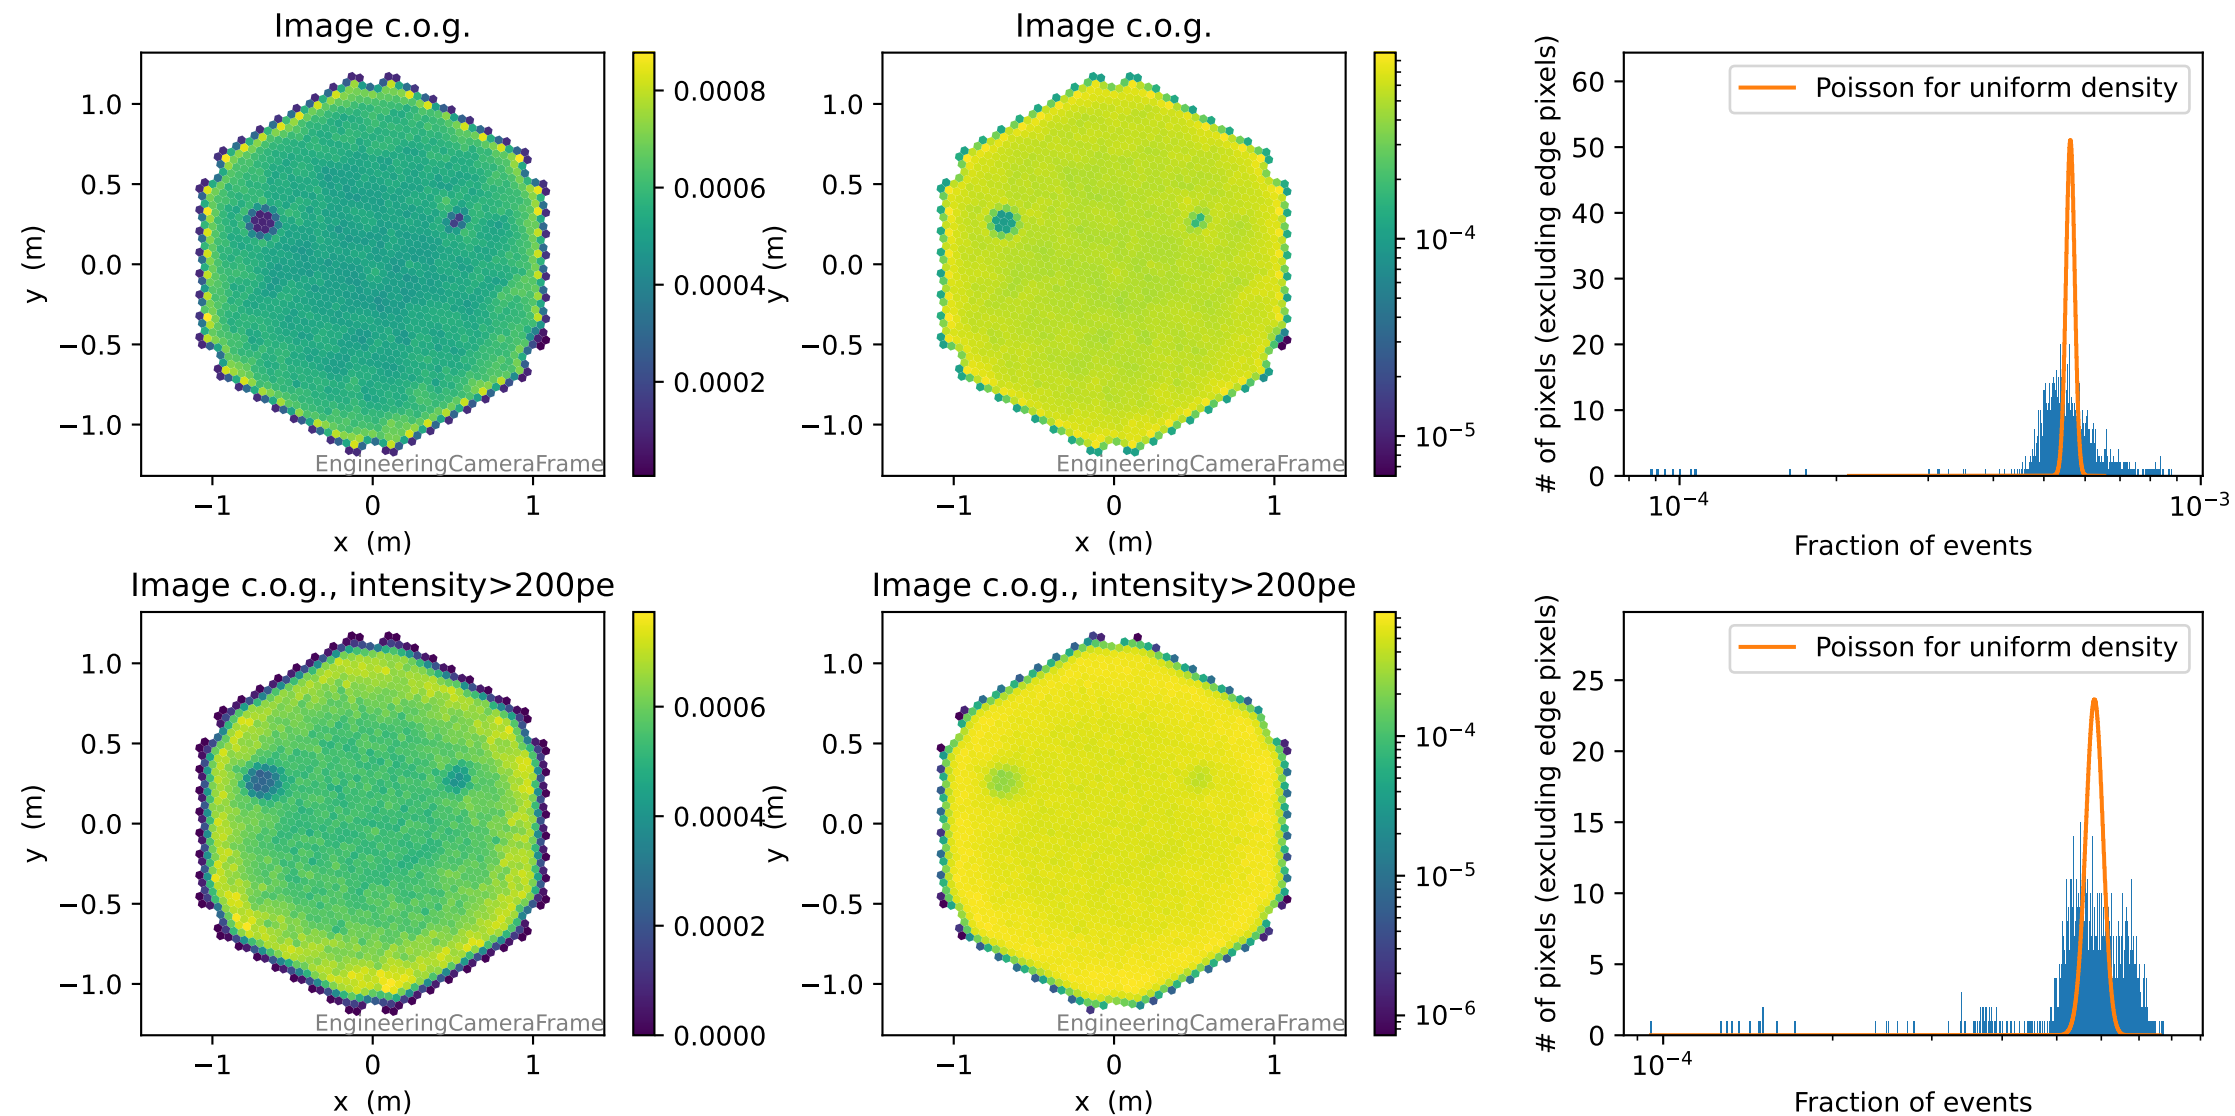 Image c.o.g.
1.0
0.5
0.0
−0.5
−1.0
y (m)
−1
0
1
x (m)
EngineeringCameraFrame
0.0008
0.0006
0.0004
0.0002
Image c.o.g.
1.0
0.5
0.0
−0.5
−1.0
y (m)
−1
0
1
x (m)
EngineeringCameraFrame
10⁻⁴
10⁻⁵
# of pixels (excluding edge pixels)
60
50
40
30
20
10
0
Poisson for uniform density
10⁻⁴
10⁻³
Fraction of events
Image c.o.g., intensity>200pe
1.0
0.5
0.0
−0.5
−1.0
y (m)
−1
0
1
x (m)
EngineeringCameraFrame
0.0006
0.0004
0.0002
0.0000
Image c.o.g., intensity>200pe
1.0
0.5
0.0
−0.5
−1.0
y (m)
−1
0
1
x (m)
EngineeringCameraFrame
10⁻⁴
10⁻⁵
10⁻⁶
# of pixels (excluding edge pixels)
25
20
15
10
5
0
Poisson for uniform density
10⁻⁴
Fraction of events